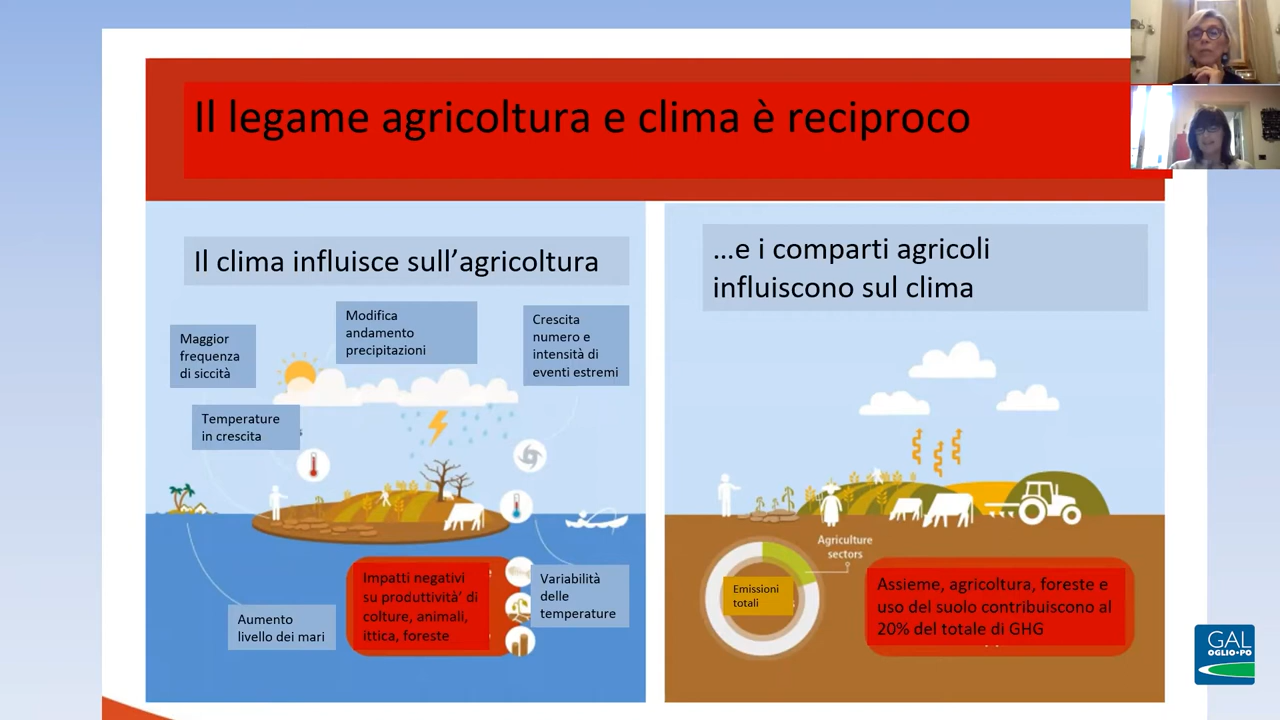 Il legame agricoltura e clima è reciproco
Il clima influisce sull’agricoltura
Maggior
frequenza
di siccità
Modifica
andamento
precipitazioni
Crescita
numero e
intensità di
eventi estremi
Temperature
in crescita
Aumento
livello dei mari
Impatti negativi
su produttività’ di
colture, animali,
ittica, foreste
Variabilità
delle
temperature
…e i comparti agricoli
influiscono sul clima
Agriculture
sectors
Emissioni
totali
Assieme, agricoltura, foreste e
uso del suolo contribuiscono al
20% del totale di GHG
GAL
OGLIO•PO